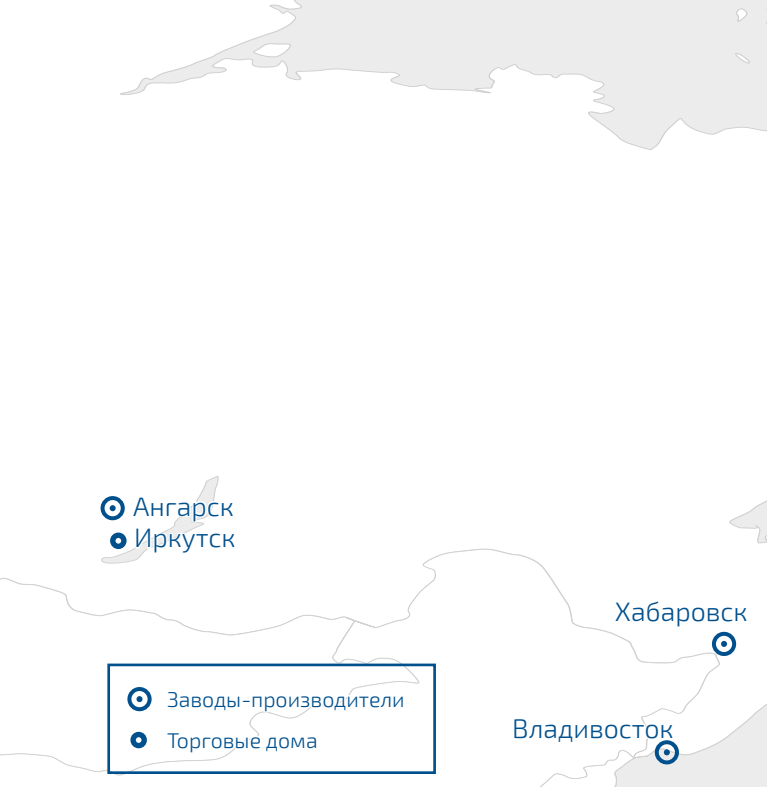 Ангарск
Иркутск
Хабаровск
Заводы-производители
Владивосток
Торговые дома